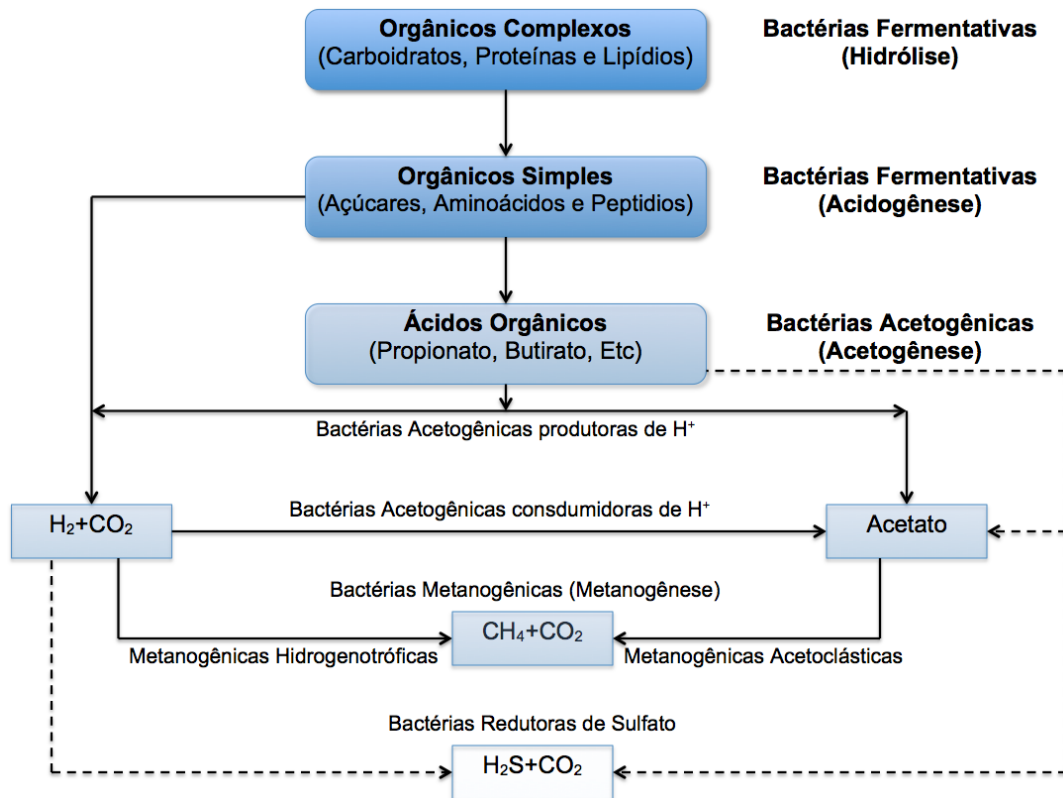 Orgânicos Complexos
(Carboidratos, Proteínas e Lipídios)
Bactérias Fermentativas
(Hidrólise)
Orgânicos Simples
(Açúcares, Aminoácidos e Peptidios)
Bactérias Fermentativas
(Acidogênese)
Ácidos Orgânicos
(Propionato, Butirato, Etc)
Bactérias Acetogênicas
(Acetogênese)
Bactérias Acetogênicas produtoras de H⁺
H₂+CO₂
Bactérias Acetogênicas consdumidoras de H⁺
Acetato
Bactérias Metanogênicas (Metanogênese)
CH₄+CO₂
Metanogênicas Hidrogenotróficas
Metanogênicas Acetoclásticas
Bactérias Redutoras de Sulfato
H₂S+CO₂